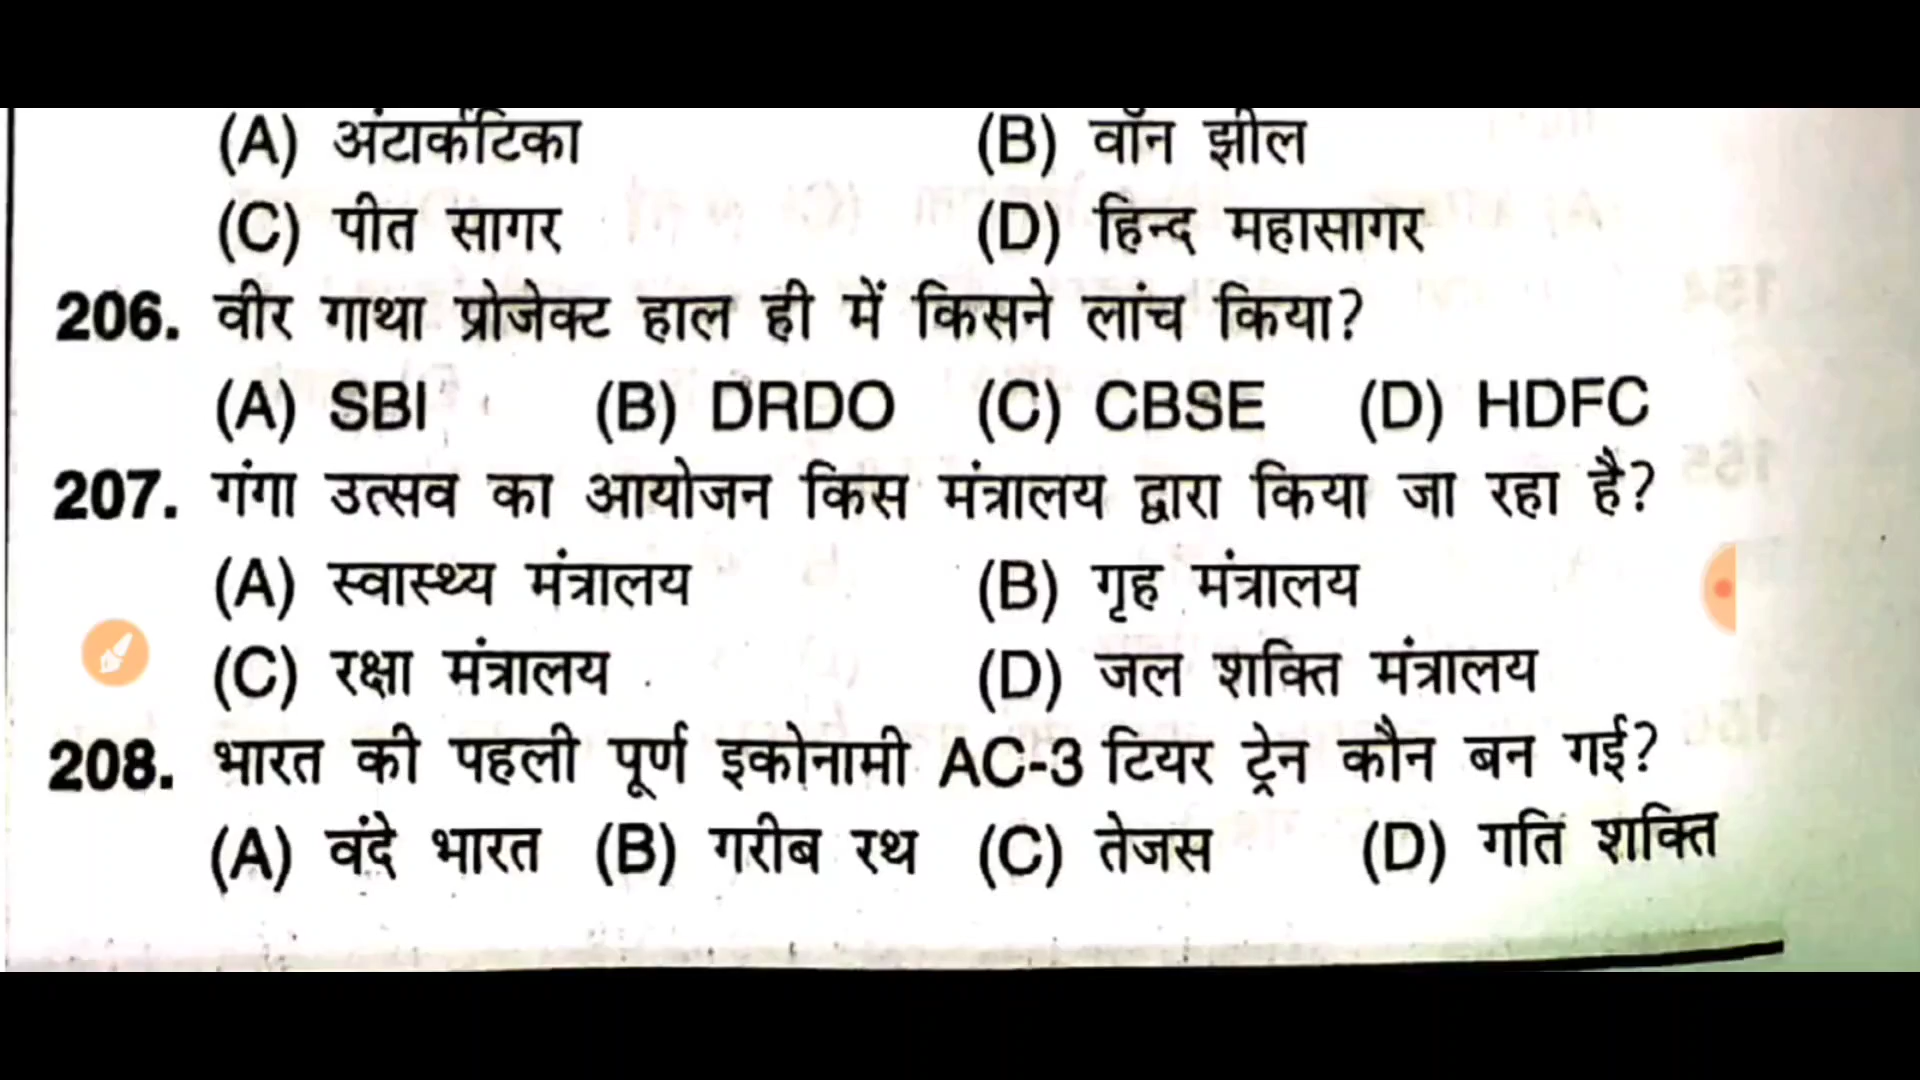 (A) अंटार्कटिका (B) वॉन झील
(C) पीत सागर (D) हिन्द महासागर
206. वीर गाथा प्रोजेक्ट हाल ही में किसने लांच किया?
(A) SBI (B) DRDO (C) CBSE (D) HDFC
207. गंगा उत्सव का आयोजन किस मंत्रालय द्वारा किया जा रहा है?
(A) स्वास्थ्य मंत्रालय (B) गृह मंत्रालय
(C) रक्षा मंत्रालय (D) जल शक्ति मंत्रालय
208. भारत की पहली पूर्ण इकोनामी AC-3 टियर ट्रेन कौन बन गई?
(A) वंदे भारत (B) गरीब रथ (C) तेजस (D) गति शक्ति